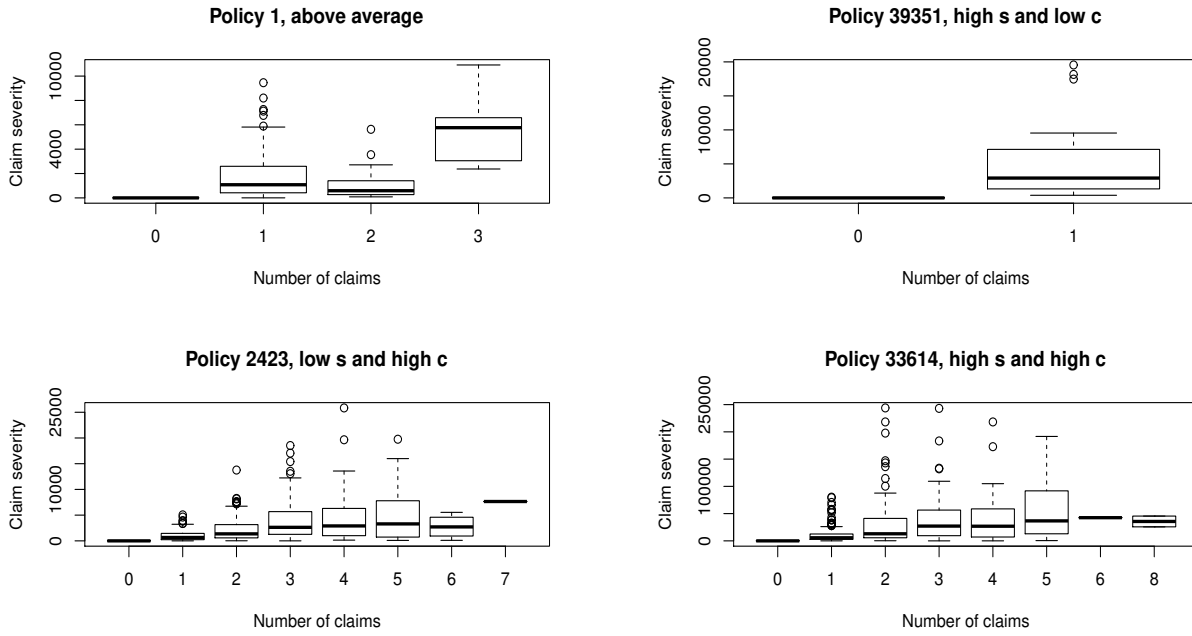 Policy 1, above average
Claim severity
10000
4000
0
0 1 2 3
Number of claims
Policy 39351, high s and low c
Claim severity
20000
10000
0
0 1
Number of claims
Policy 2423, low s and high c
Claim severity
25000
10000
0
0 1 2 3 4 5 6 7
Number of claims
Policy 33614, high s and high c
Claim severity
250000
100000
0
0 1 2 3 4 5 6 8
Number of claims